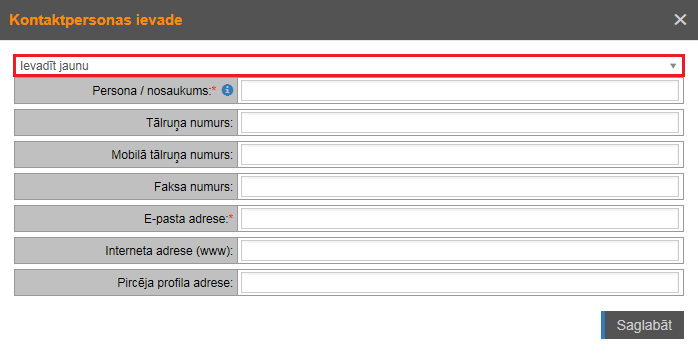 Kontaktpersonas ievade
Ievadīt jaunu
Persona / nosaukums:*
Tālruņa numurs:
Mobilā tālruņa numurs:
Faksa numurs:
E-pasta adrese:*
Interneta adrese (www):
Pircēja profila adrese:
Saglabāt